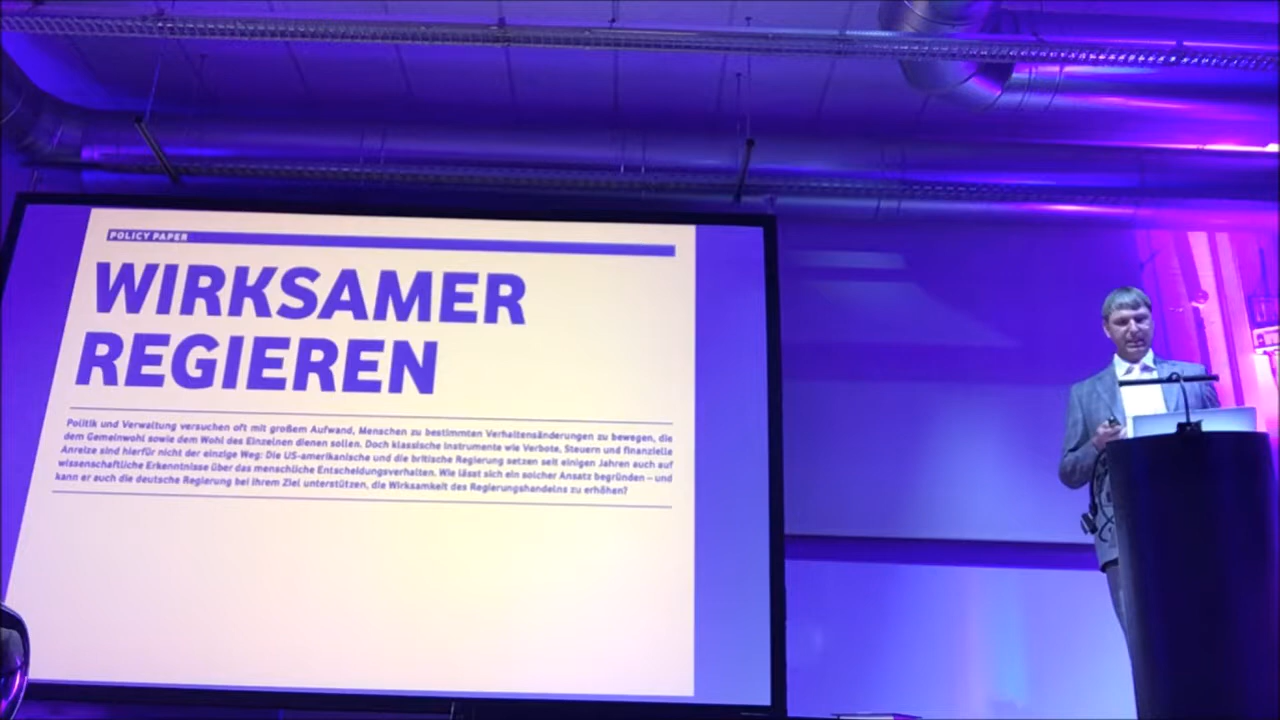 POLICY PAPER
WIRKSAMER
REGIEREN
Politik und Verwaltung versuchen oft mit großem Aufwand, Menschen zu bestimmten Verhaltensänderungen zu bewegen, die
dem Gemeinwohl sowie dem Wohl des Einzelnen dienen sollen. Doch klassische Instrumente wie Verbote, Steuern und finanzielle
Anreize sind hierfür nicht der einzige Weg: Die US-amerikanische und die britische Regierung setzen seit einigen Jahren auch auf
wissenschaftliche Erkenntnisse über das menschliche Entscheidungsverhalten. Wie lässt sich ein solcher Ansatz begründen – und
kann er auch die deutsche Regierung bei ihrem Ziel unterstützen, die Wirksamkeit des Regierungshandelns zu erhöhen?